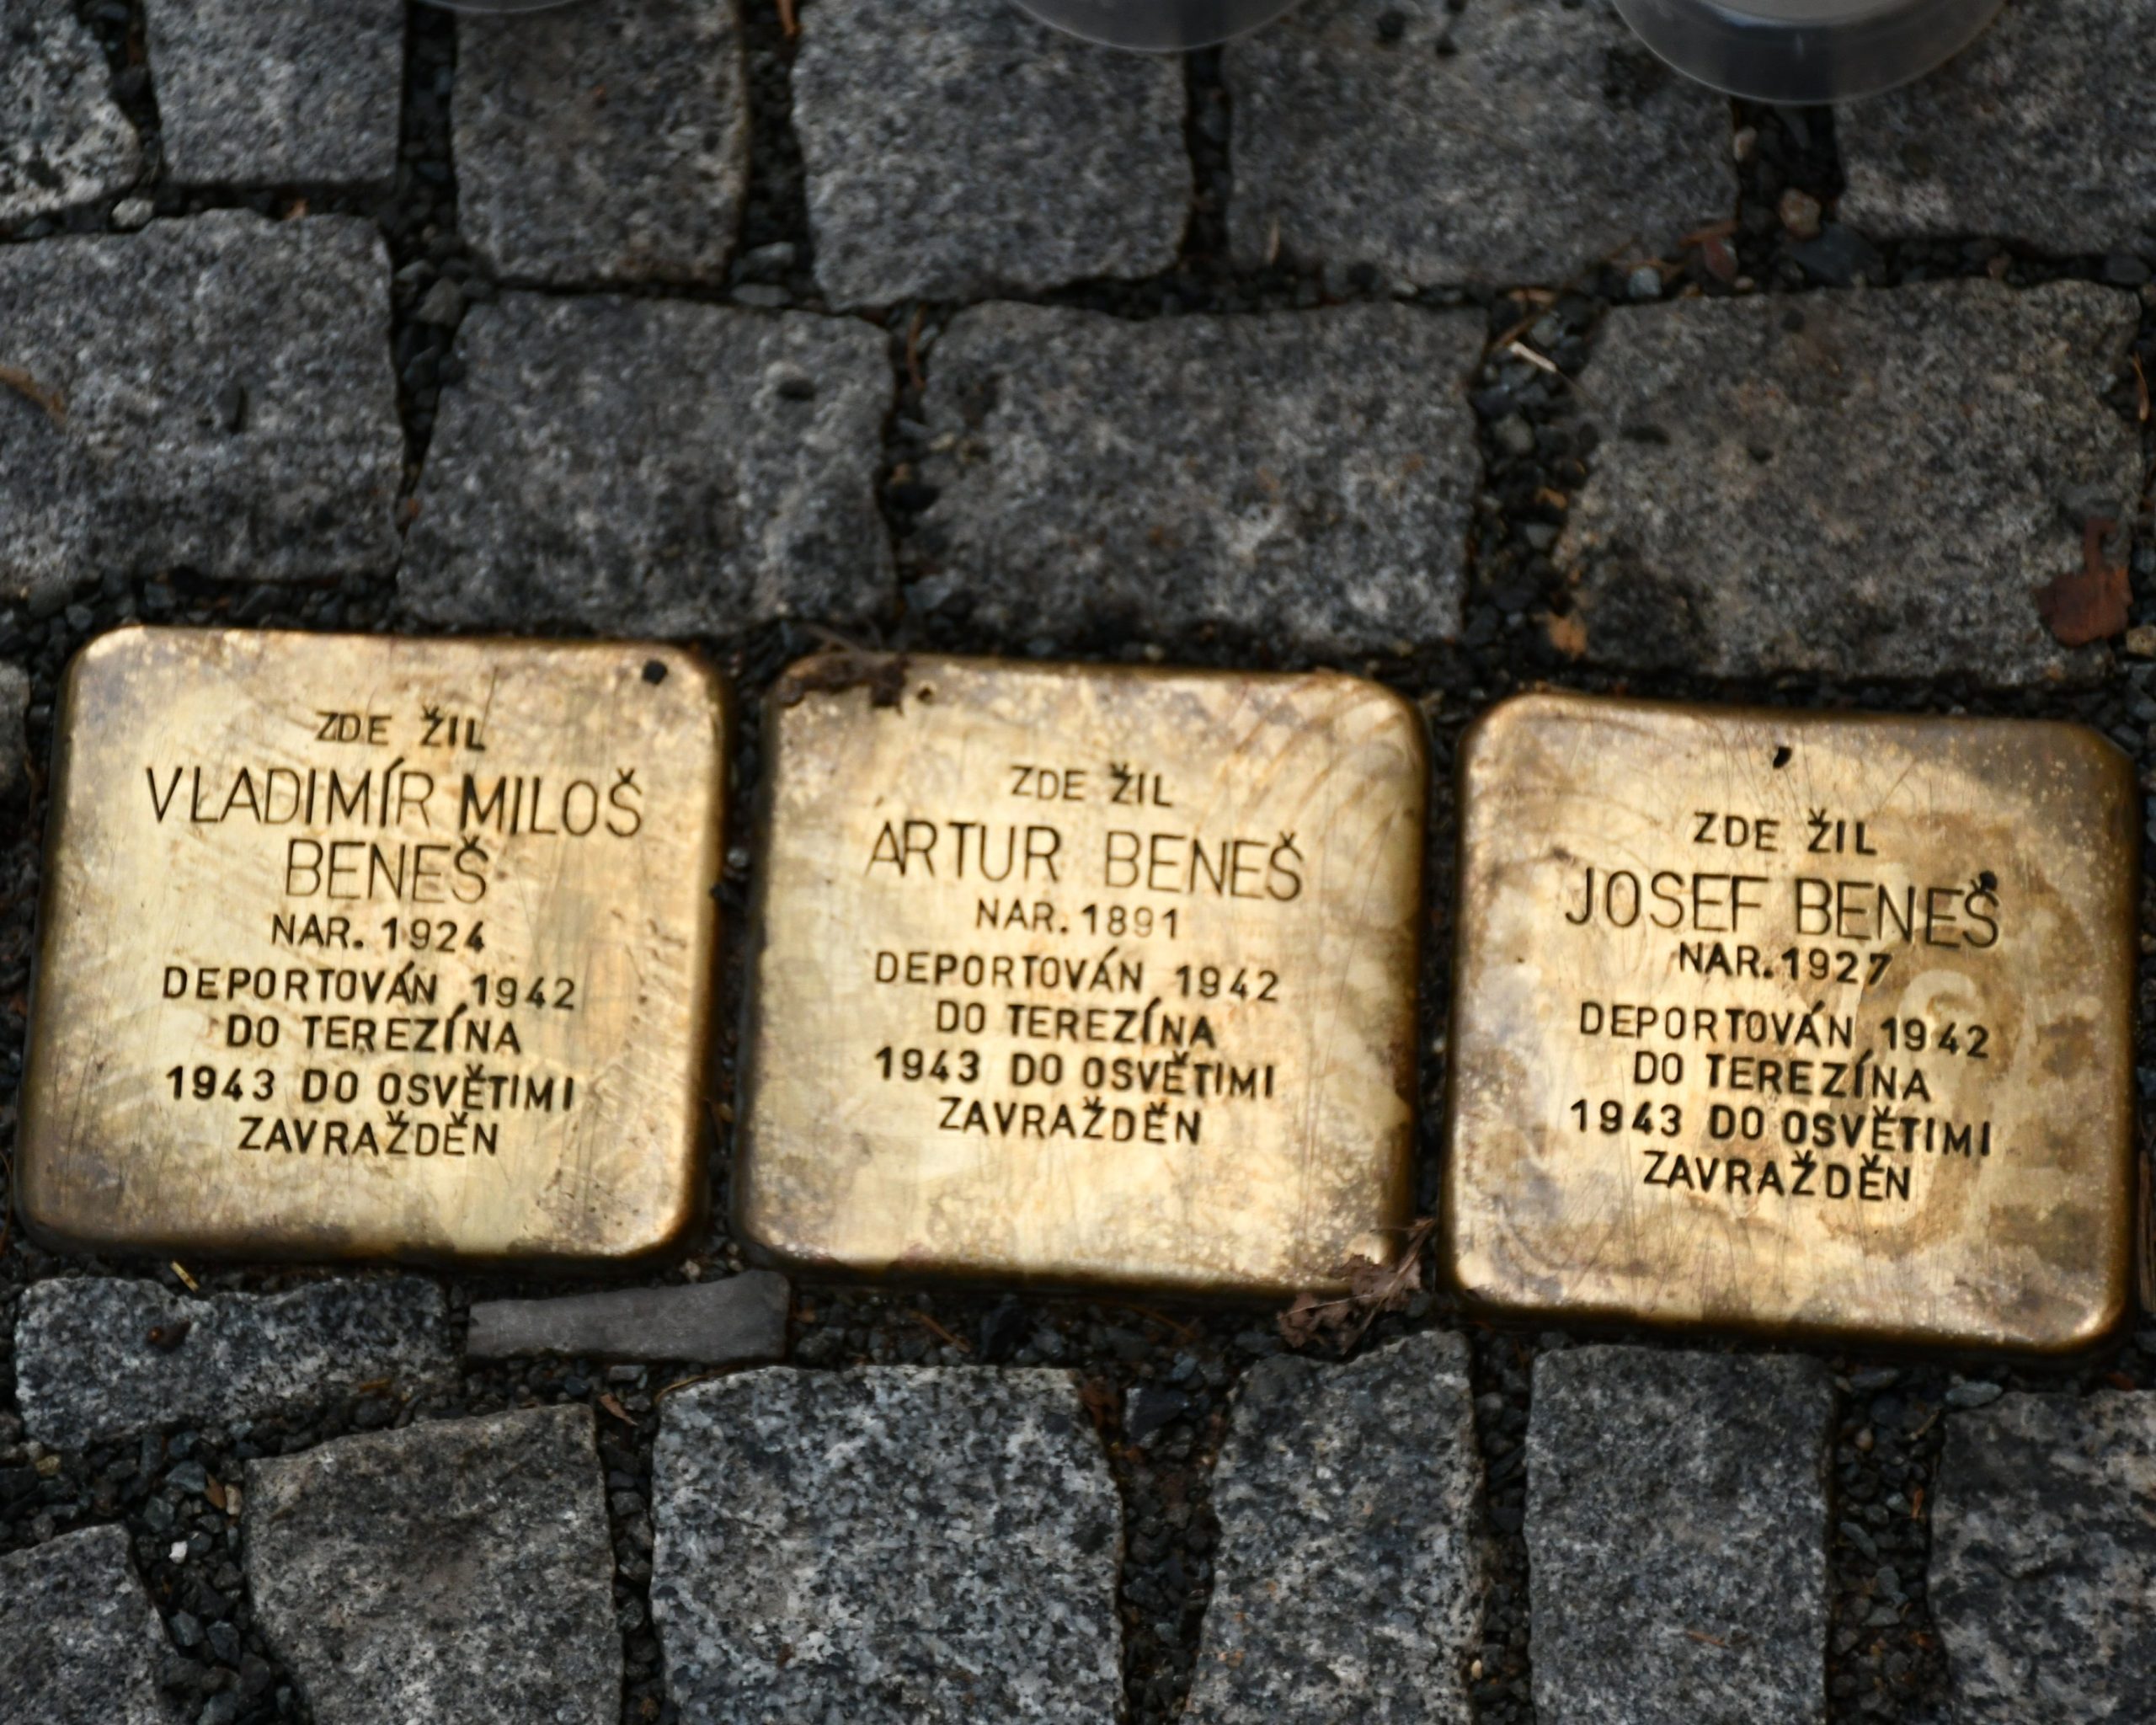 ZDE ŽIL
VLADIMÍR MILOŠ
BENEŠ
NAR. 1924
DEPORTOVÁN 1942
DO TEREZÍNA
1943 DO OSVĚTIMI
ZAVRAŽDĚN
ZDE ŽIL
ARTUR BENEŠ
NAR. 1891
DEPORTOVÁN 1942
DO TEREZÍNA
1943 DO OSVĚTIMI
ZAVRAŽDĚN
ZDE ŽIL
JOSEF BENEŠ
NAR. 1927
DEPORTOVÁN 1942
DO TEREZÍNA
1943 DO OSVĚTIMI
ZAVRAŽDĚN